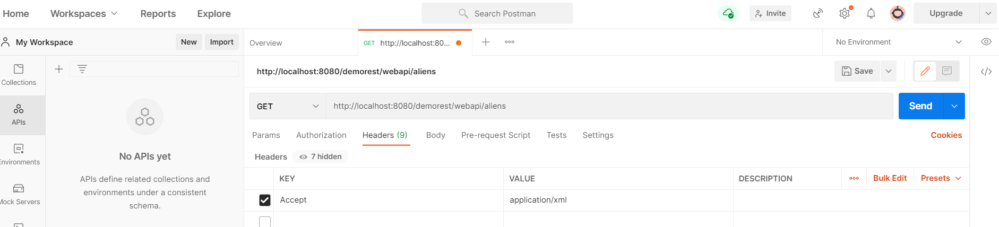 Home Workspaces Reports Explore Search Postman Invite Upgrade
My Workspace New Import Overview GET http://localhost:80... No Environment
http://localhost:8080/demorest/webapi/aliens Save
Collections
GET http://localhost:8080/demorest/webapi/aliens Send
APIs
Params Authorization Headers (9) Body Pre-request Script Tests Settings Cookies
No APIs yet
Headers 7 hidden
nvironments
APIs define related collections and
environments under a consistent
schema.
KEY VALUE DESCRIPTION Bulk Edit Presets
Mock Servers
Accept application/xml